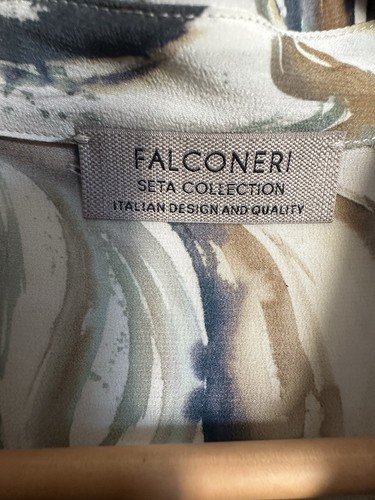 FALCONERI
SETA COLLECTION
ITALIAN DESIGN AND QUALITY